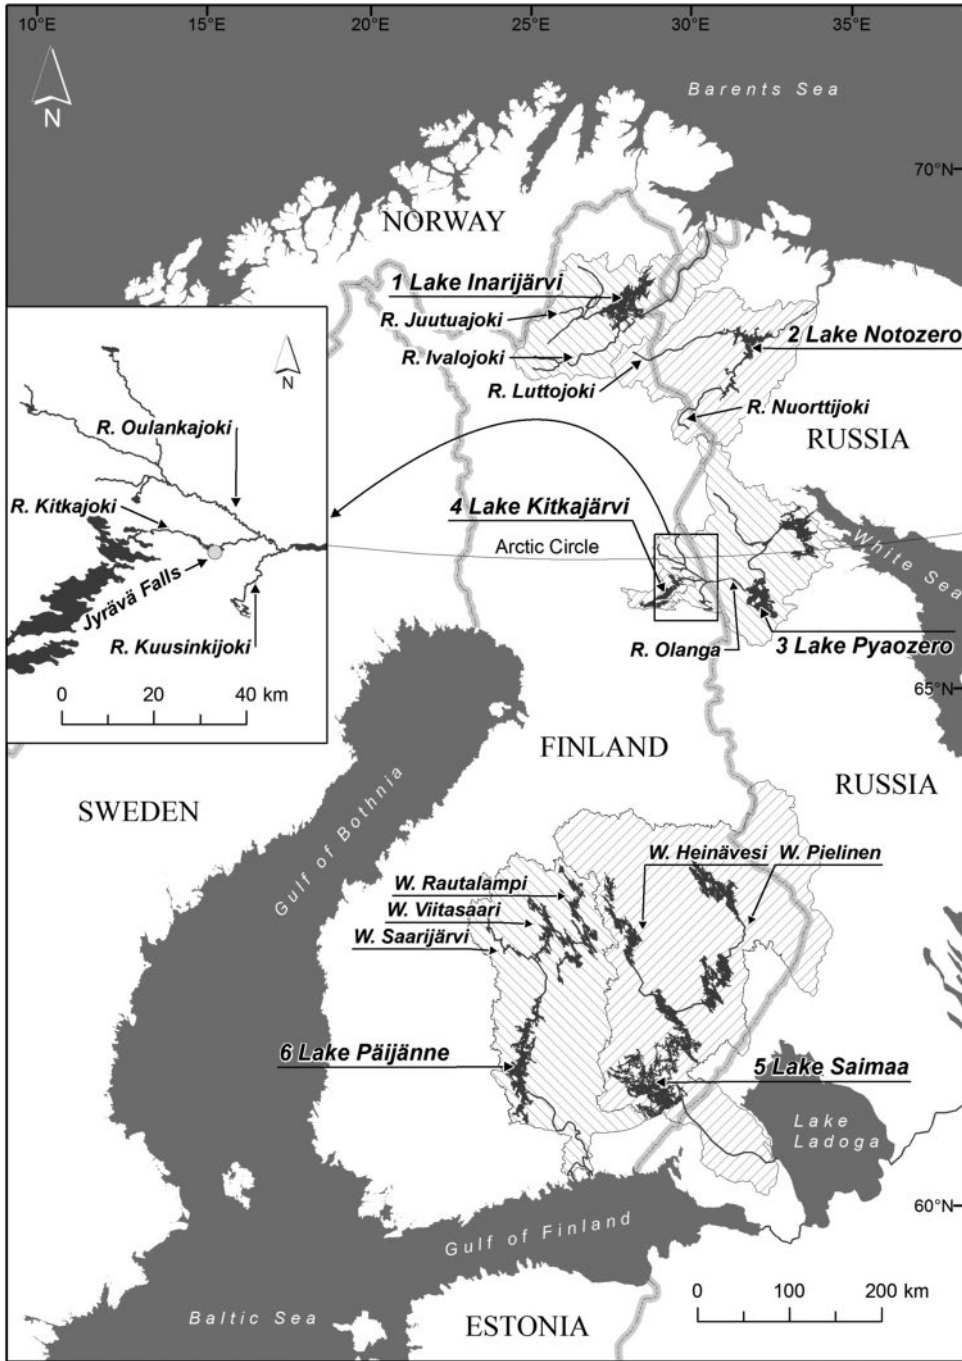 10°E
15°E
20°E
25°E
30°E
35°E
Barents Sea
N
70°N
NORWAY
1 Lake Inarijärvi
R. Juutuajoki
R. Ivalojoki
2 Lake Notozero
R. Luttojoki
R. Nuorttijoki
RUSSIA
N
R. Oulankajoki
R. Kitkajoki
Jyrävä Falls
R. Kuusinkijoki
0 20 40 km
4 Lake Kitkajärvi
Arctic Circle
White Sea
R. Olanga
3 Lake Pyaozero
65°N
FINLAND
SWEDEN
RUSSIA
Gulf of Bothnia
W. Heinävesi
W. Pielinen
W. Rautalampi
W. Viitasaari
W. Saarijärvi
6 Lake Päijänne
5 Lake Saimaa
Lake
Ladoga
60°N
Gulf of Finland
0 100 200 km
Baltic Sea
ESTONIA